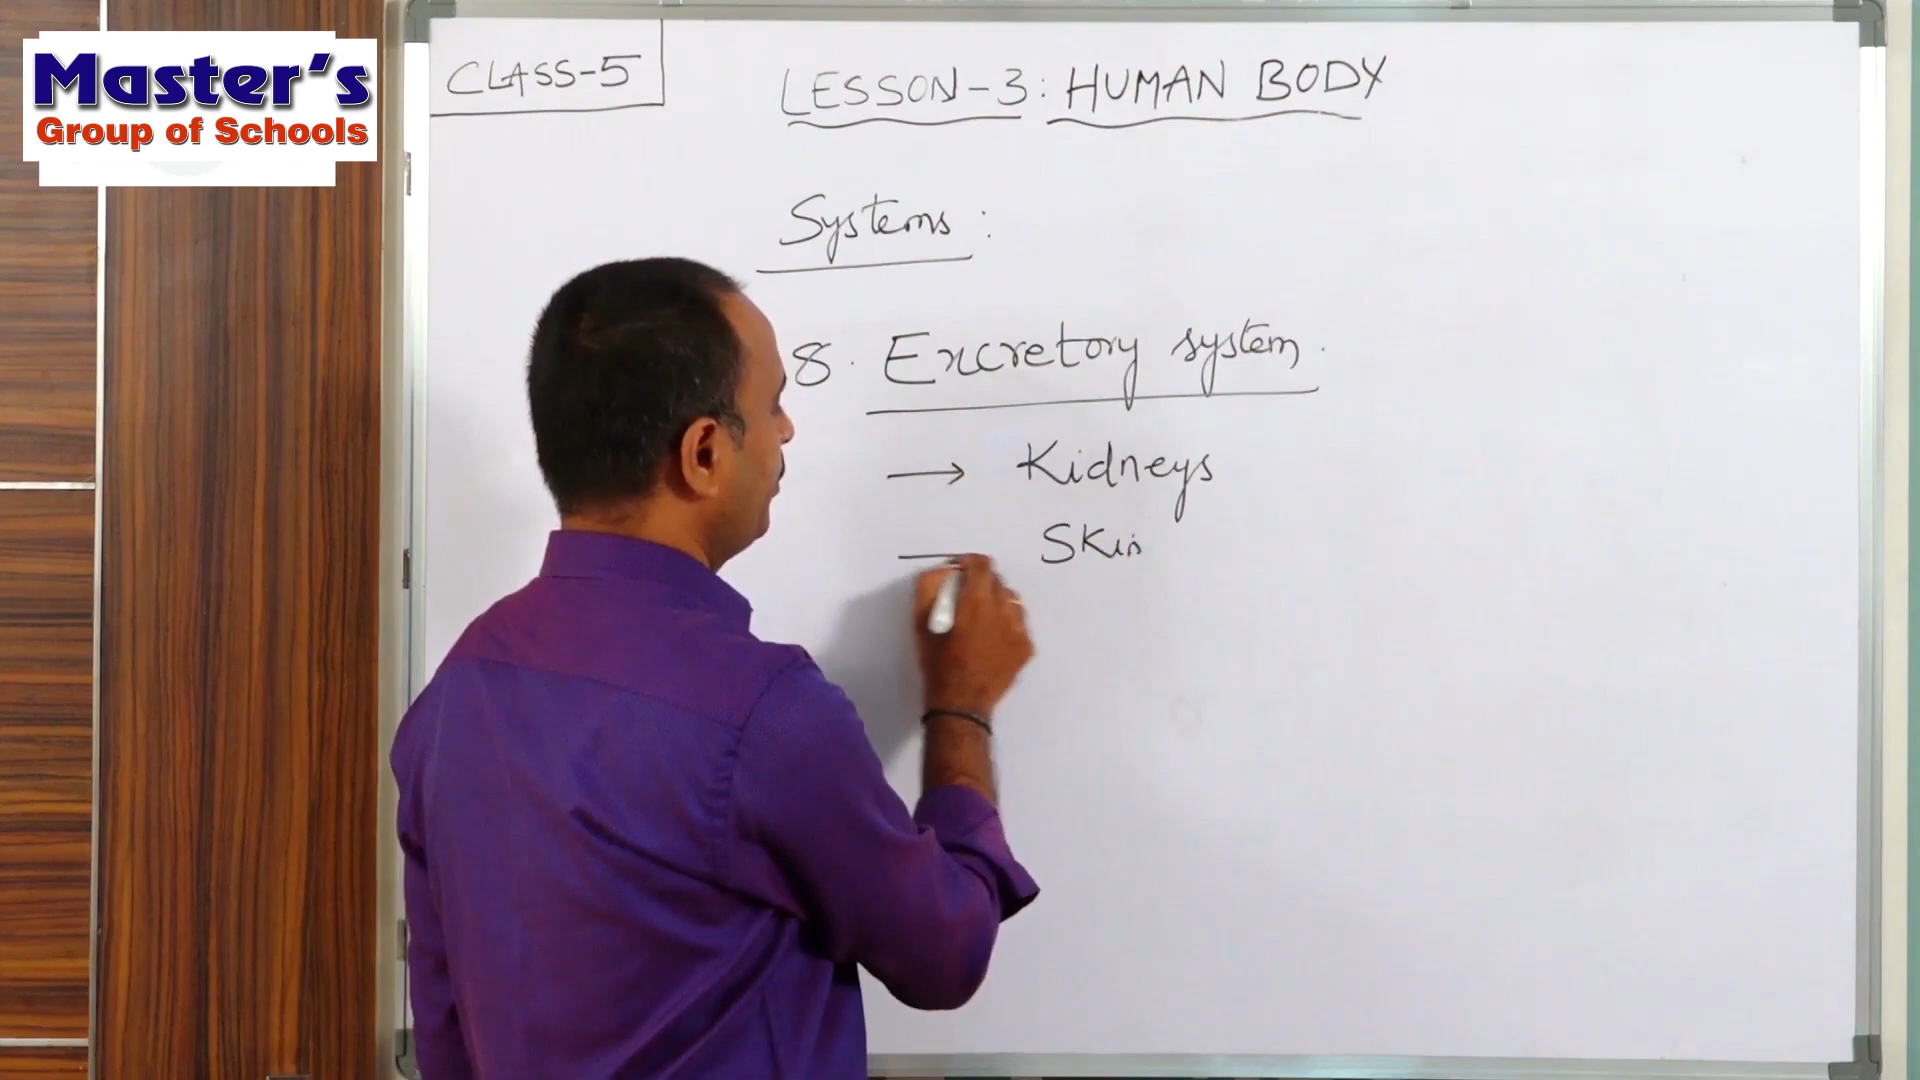 Master's
Group of Schools
CLASS-5
LESSON-3: HUMAN BODY
Systems:
8. Excretory system.
→ Kidneys
Skin